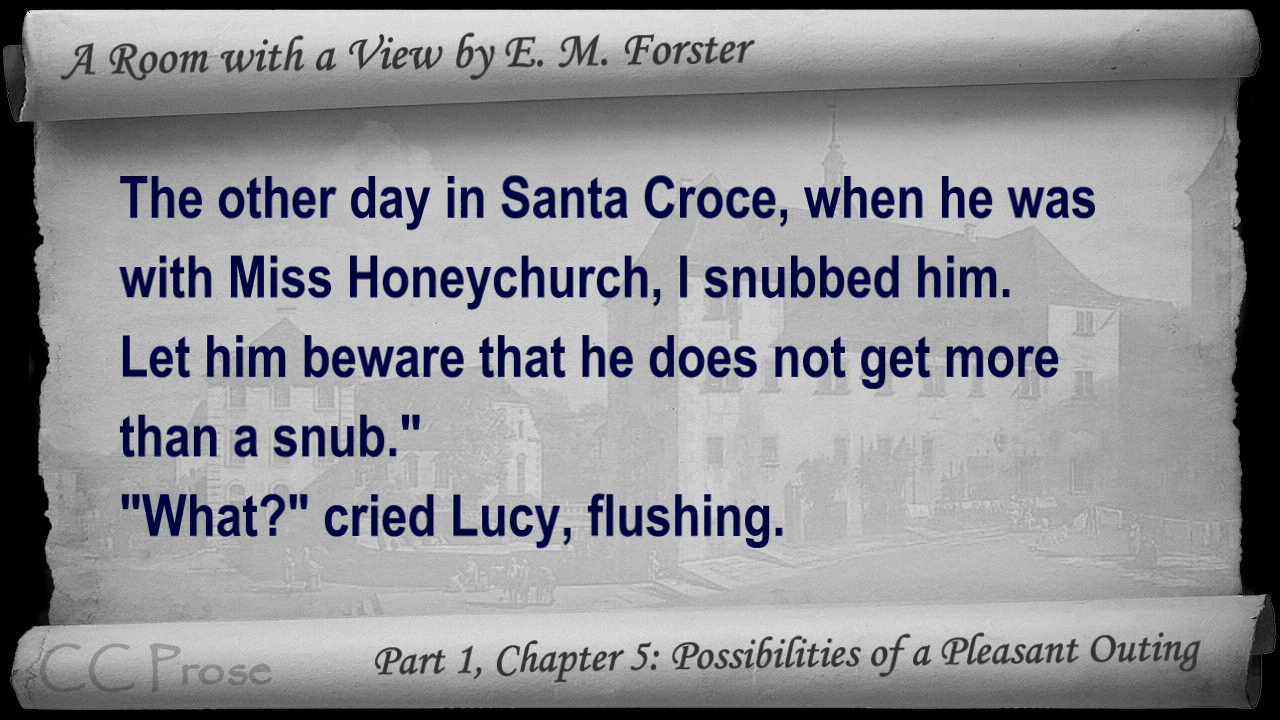 A Room with a View by E. M. Forster
The other day in Santa Croce, when he was
with Miss Honeychurch, I snubbed him.
Let him beware that he does not get more
than a snub."
"What?" cried Lucy, flushing.
CC Prose
Part 1, Chapter 5: Possibilities of a Pleasant Outing